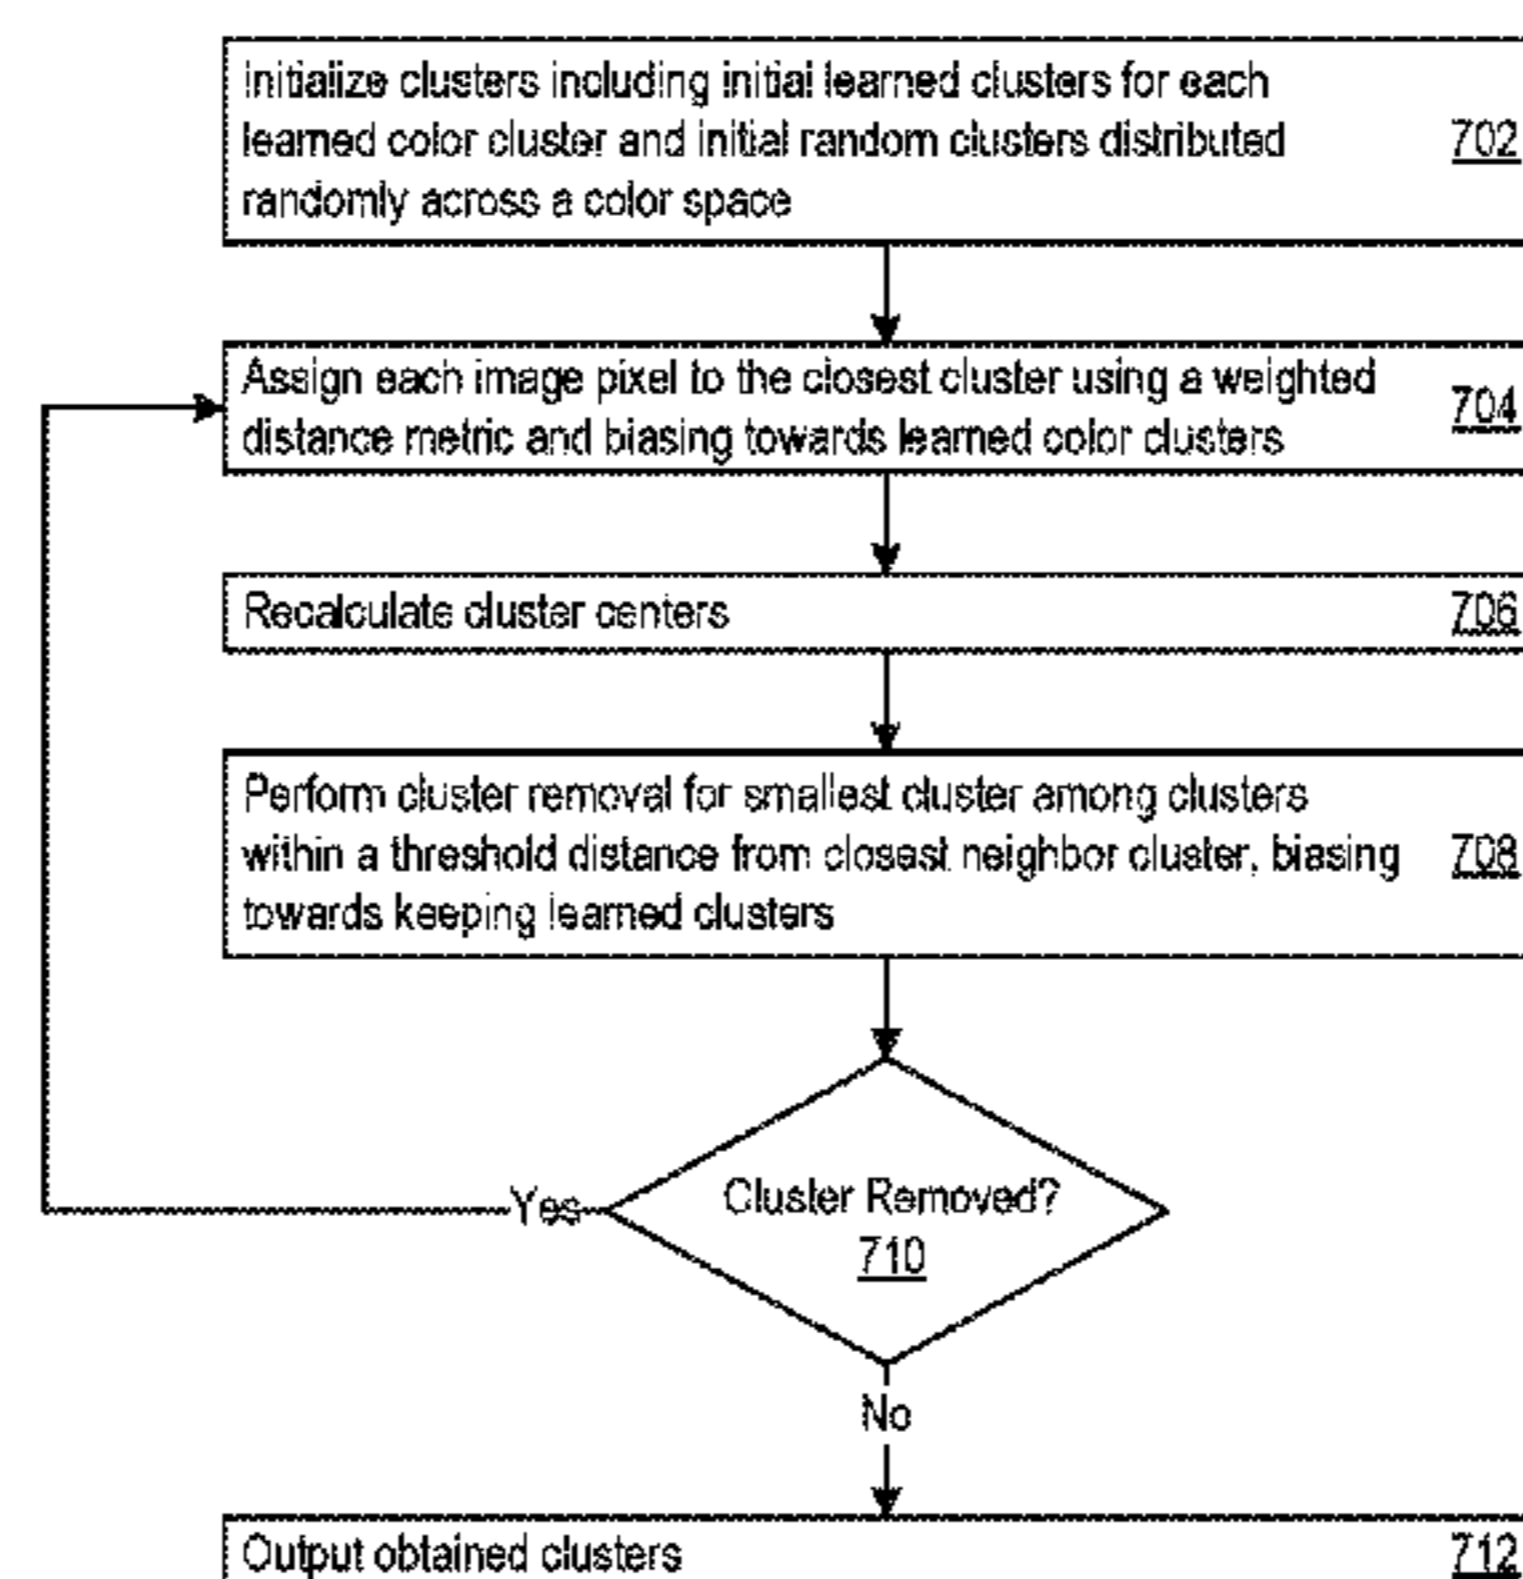 Initialize clusters including initial learned clusters for each
learned color cluster and initial random clusters distributed
randomly across a color space
702
Assign each image pixel to the closest cluster using a weighted
distance metric and biasing towards learned color clusters
704
Recalculate cluster centers
706
Perform cluster removal for smallest cluster among clusters
within a threshold distance from closest neighbor cluster, biasing
towards keeping learned clusters
708
Cluster Removed?
710
Yes
No
Output obtained clusters
712